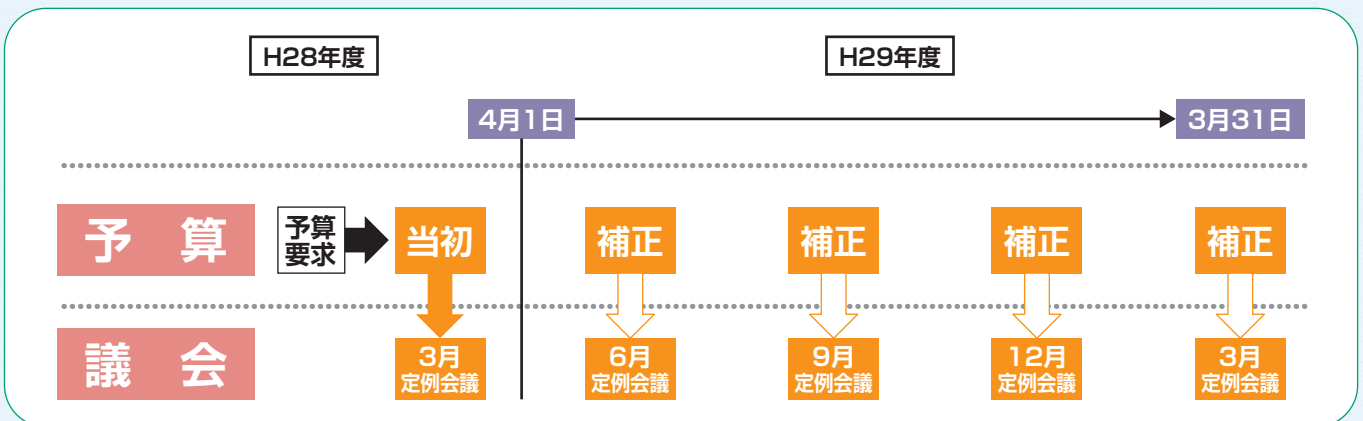 H28年度
H29年度
4月1日
3月31日
予算
予算
要求
当初
補正
補正
補正
補正
議会
3月
定例会議
6月
定例会議
9月
定例会議
12月
定例会議
3月
定例会議